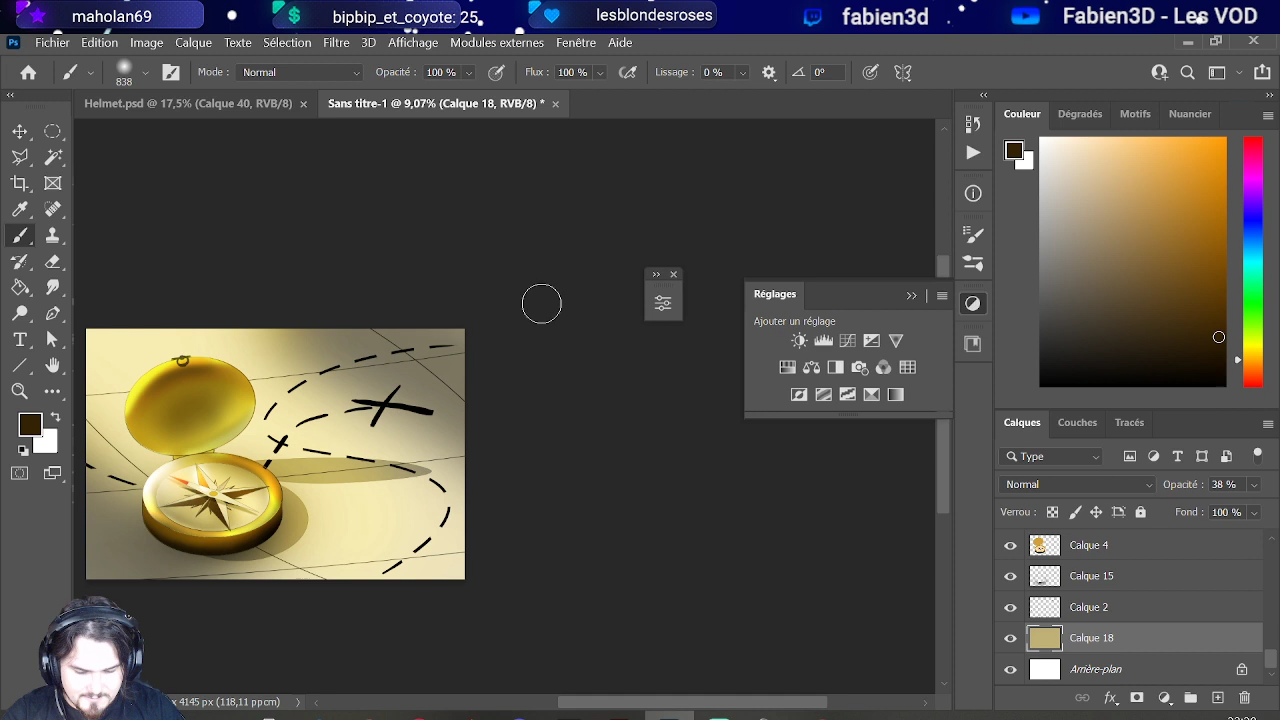 maholan69
bipbip_et_coyote: 25
lesblondesroses
fabien3d
Fabien3D - Les VOD
Ps
Fichier Edition Image Calque Texte Sélection Filtre 3D Affichage Modules externes Fenêtre Aide
838
Mode : Normal
Opacité : 100 %
Flux : 100 %
Lissage : 0 %
0°
Helmet.psd @ 17,5% (Calque 40, RVB/8) ×
Sans titre-1 @ 9,07% (Calque 18, RVB/8) * ×
Couleur Dégradés Motifs Nuancier
Réglages
Ajouter un réglage
Calques Couches Tracés
Type
Normal
Opacité : 38 %
Verrou :
Fond : 100 %
Calque 4
Calque 15
Calque 2
Calque 18
Arrière-plan
x 4145 px (118,11 ppcm)